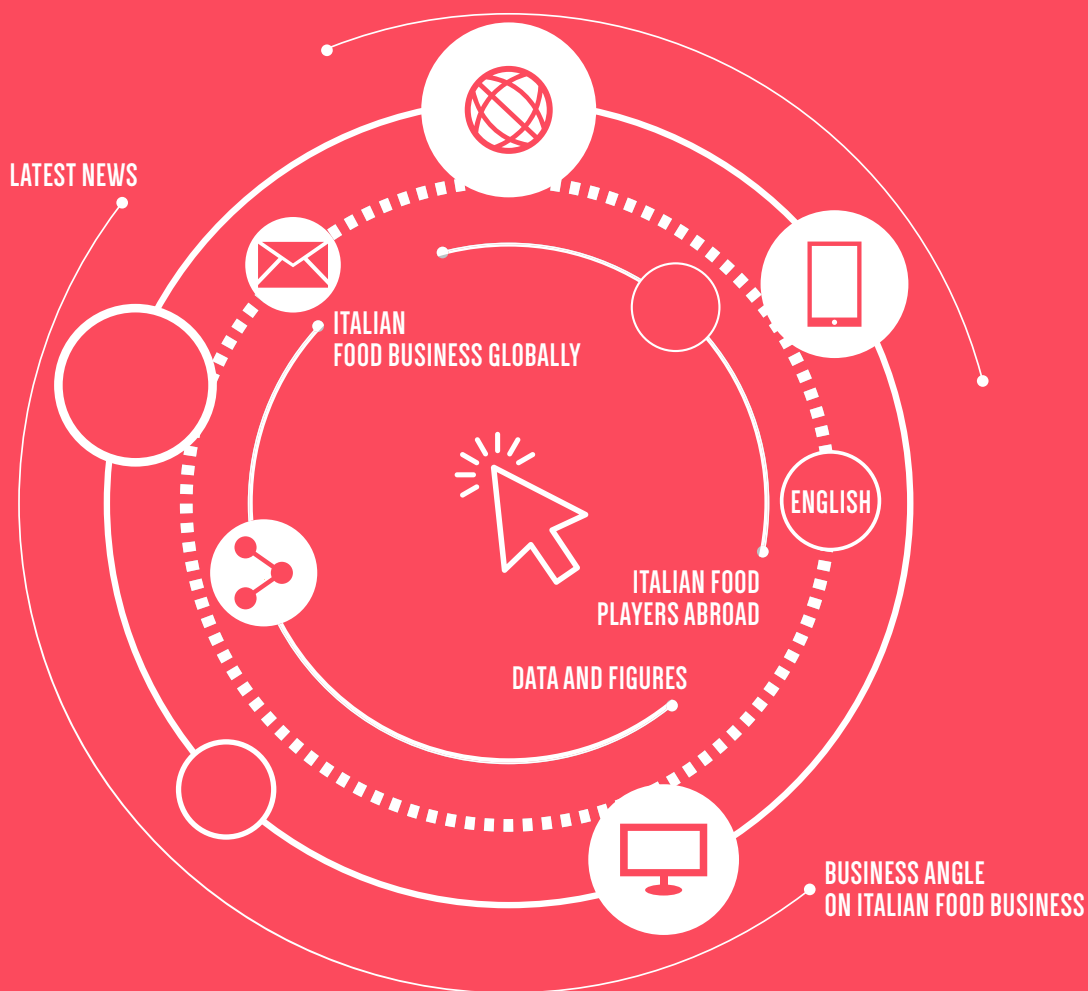 LATEST NEWS
ITALIAN
FOOD BUSINESS GLOBALLY
ENGLISH
ITALIAN FOOD
PLAYERS ABROAD
DATA AND FIGURES
BUSINESS ANGLE
ON ITALIAN FOOD BUSINESS